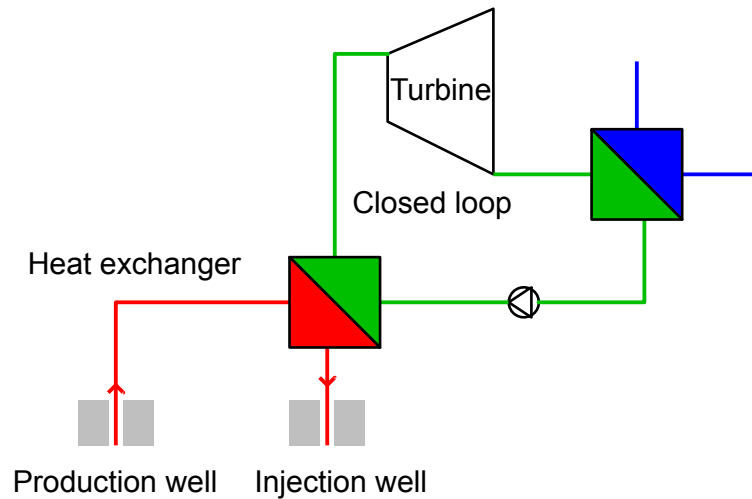 Turbine
Closed loop
Heat exchanger
Production well
Injection well